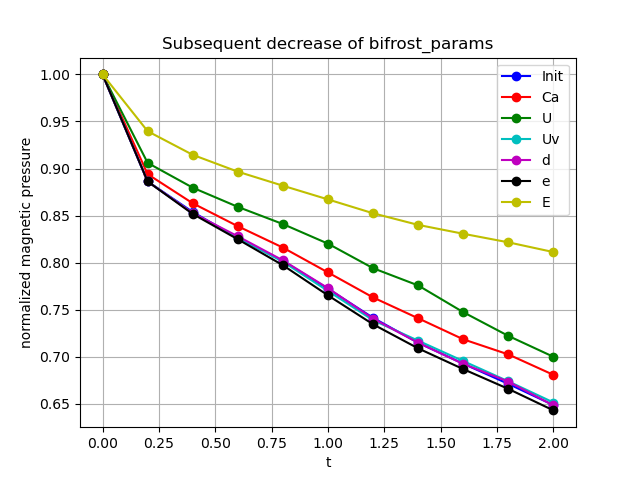 Subsequent decrease of bifrost_params
normalized magnetic pressure
1.00
0.95
0.90
0.85
0.80
0.75
0.70
0.65
Init
Ca
U
Uv
d
e
E
0.00 0.25 0.50 0.75 1.00 1.25 1.50 1.75 2.00
t